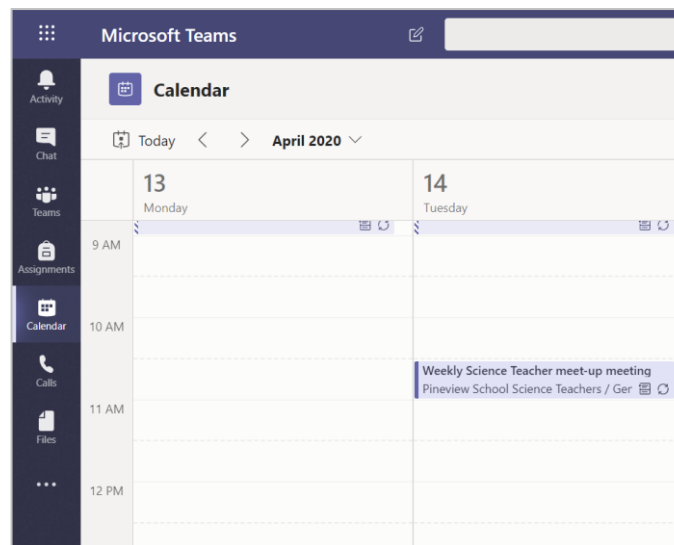 Microsoft Teams
Activity
Chat
Teams
Assignments
Calendar
Calls
Files
Calendar
Today
April 2020
13
Monday
14
Tuesday
9 AM
10 AM
Weekly Science Teacher meet-up meeting
Pineview School Science Teachers / Ger
11 AM
12 PM